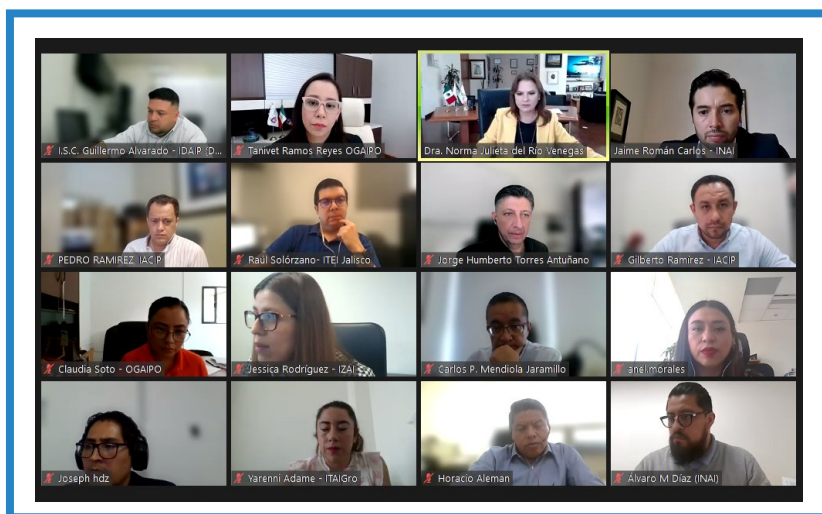 I.S.C. Guillermo Alvarado - IDAIP (D...
Tanivet Ramos Reyes OGAIPO
Dra. Norma Julieta del Río Venegas
Jaime Román Carlos - INAI
PEDRO RAMIREZ IACIP
Raúl Solórzano- ITEI Jalisco
Jorge Humberto Torres Antuñano
Gilberto Ramírez - IACIP
Claudia Soto - OGAIPO
Jessica Rodríguez - IZAI
Carlos P. Mendiola Jaramillo
anel.morales
Joseph hdz
Yarenni Adame - ITAIGro
Horacio Aleman
Álvaro M Díaz (INAI)